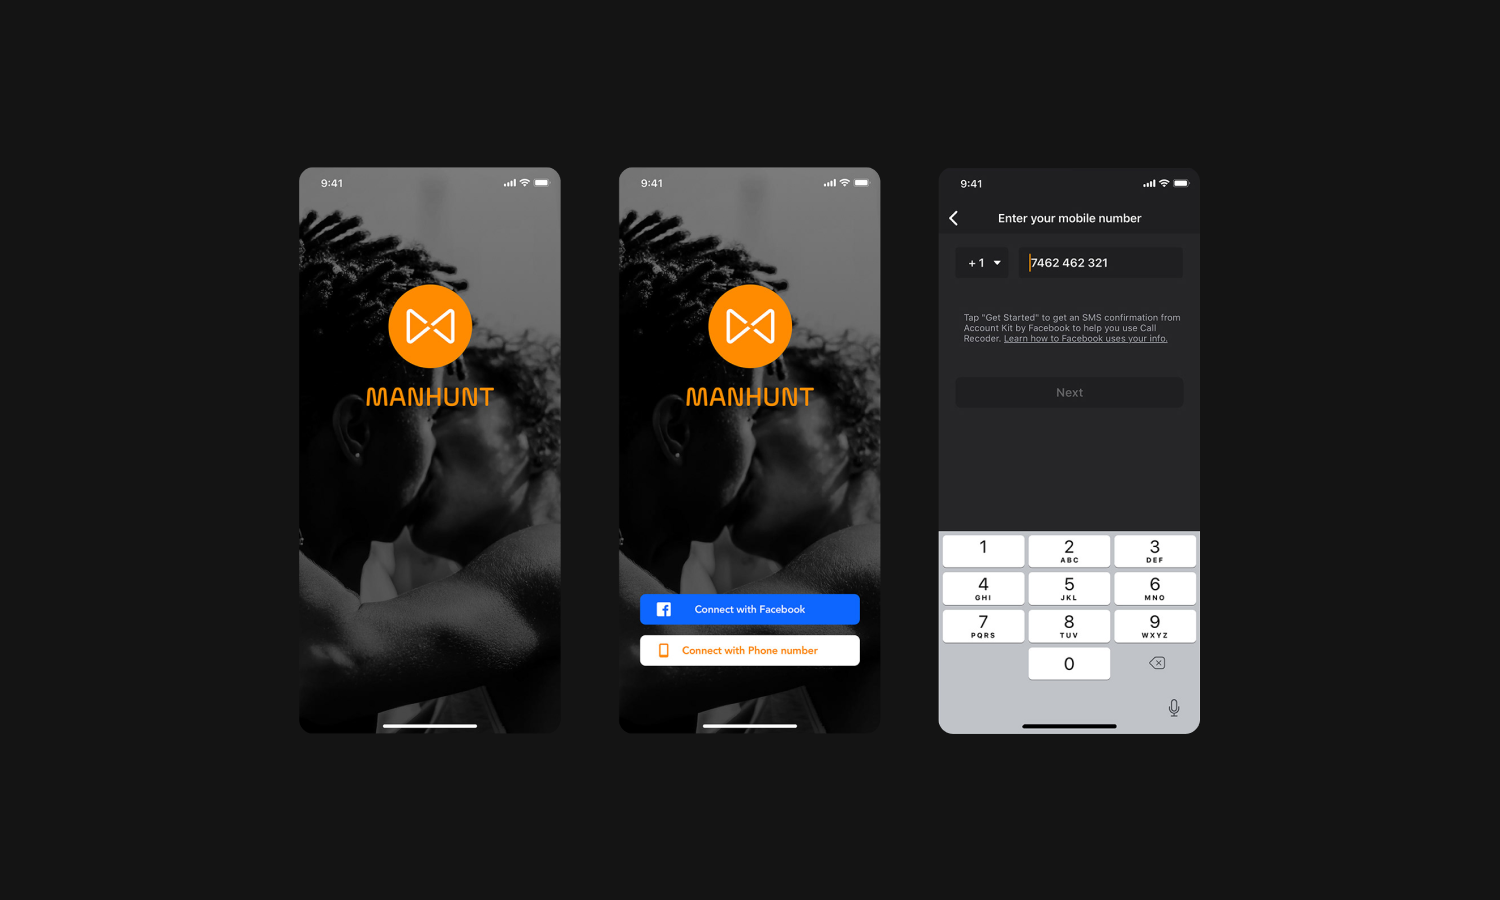 9:41
MANHUNT
9:41
MANHUNT
Connect with Facebook
Connect with Phone number
9:41
Enter your mobile number
+ 1
7462 462 321
Tap "Get Started" to get an SMS confirmation from
Account Kit by Facebook to help you use Call
Recoder. Learn how to Facebook uses your info.
Next
1 2 3
ABC DEF
4 5 6
GHI JKL MNO
7 8 9
PQRS TUV WXYZ
0